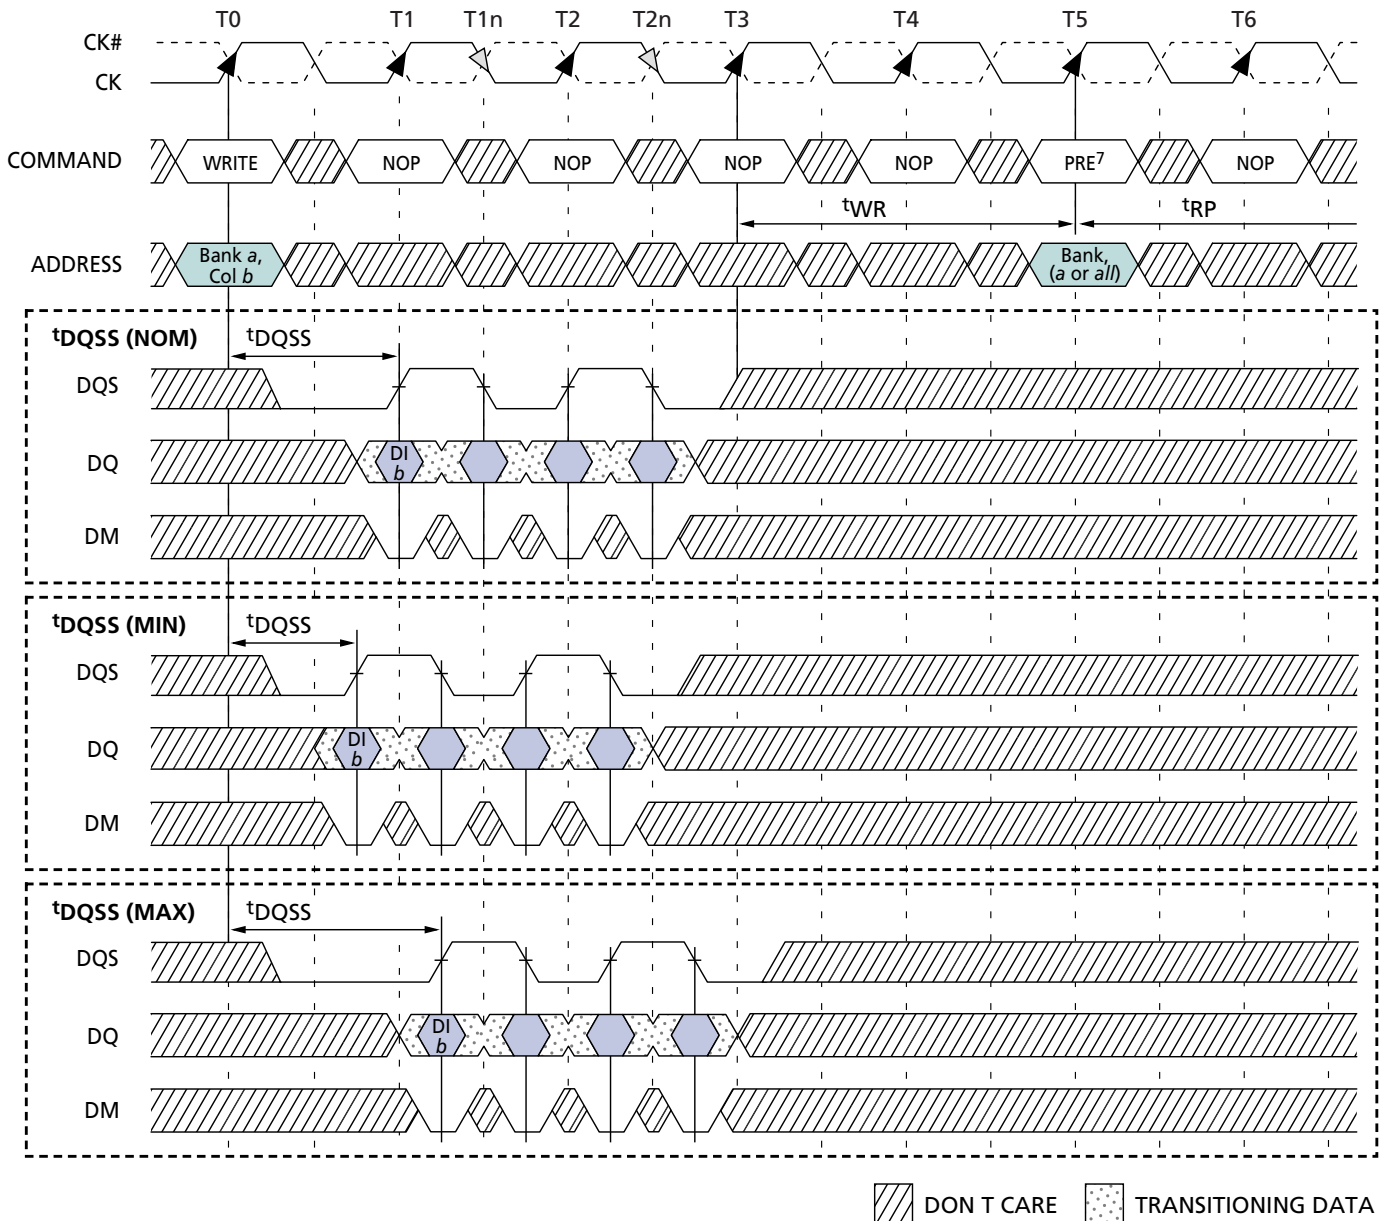 T0 T1 T1n T2 T2n T3 T4 T5 T6
CK#
CK
COMMAND WRITE NOP NOP NOP NOP PRE7 NOP
tWR tRP
ADDRESS Bank a, Col b Bank, (a or all)
tDQSS (NOM) tDQSS
DQS
DQ DI b
DM
tDQSS (MIN) tDQSS
DQS
DQ DI b
DM
tDQSS (MAX) tDQSS
DQS
DQ DI b
DM
DON T CARE TRANSITIONING DATA